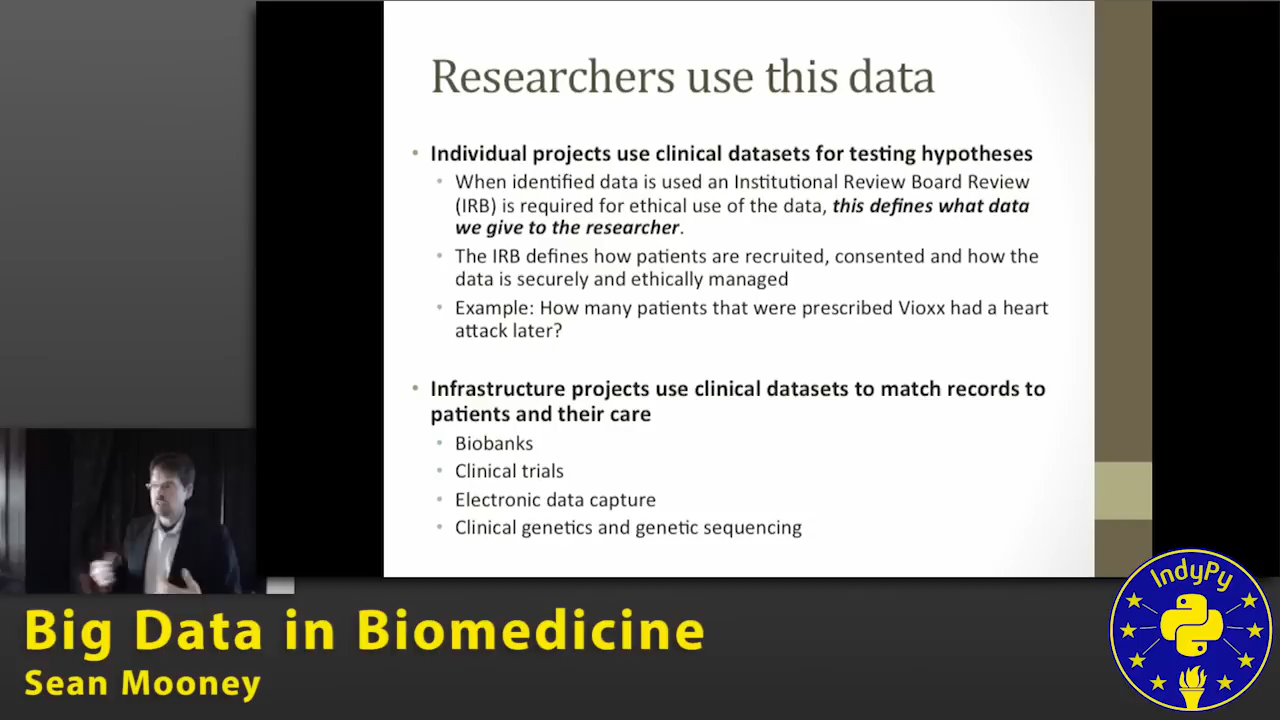 Researchers use this data
• Individual projects use clinical datasets for testing hypotheses
• When identified data is used an Institutional Review Board Review
(IRB) is required for ethical use of the data, this defines what data
we give to the researcher.
• The IRB defines how patients are recruited, consented and how the
data is securely and ethically managed
• Example: How many patients that were prescribed Vioxx had a heart
attack later?
• Infrastructure projects use clinical datasets to match records to
patients and their care
• Biobanks
• Clinical trials
• Electronic data capture
• Clinical genetics and genetic sequencing
Big Data in Biomedicine
Sean Mooney
IndyPy